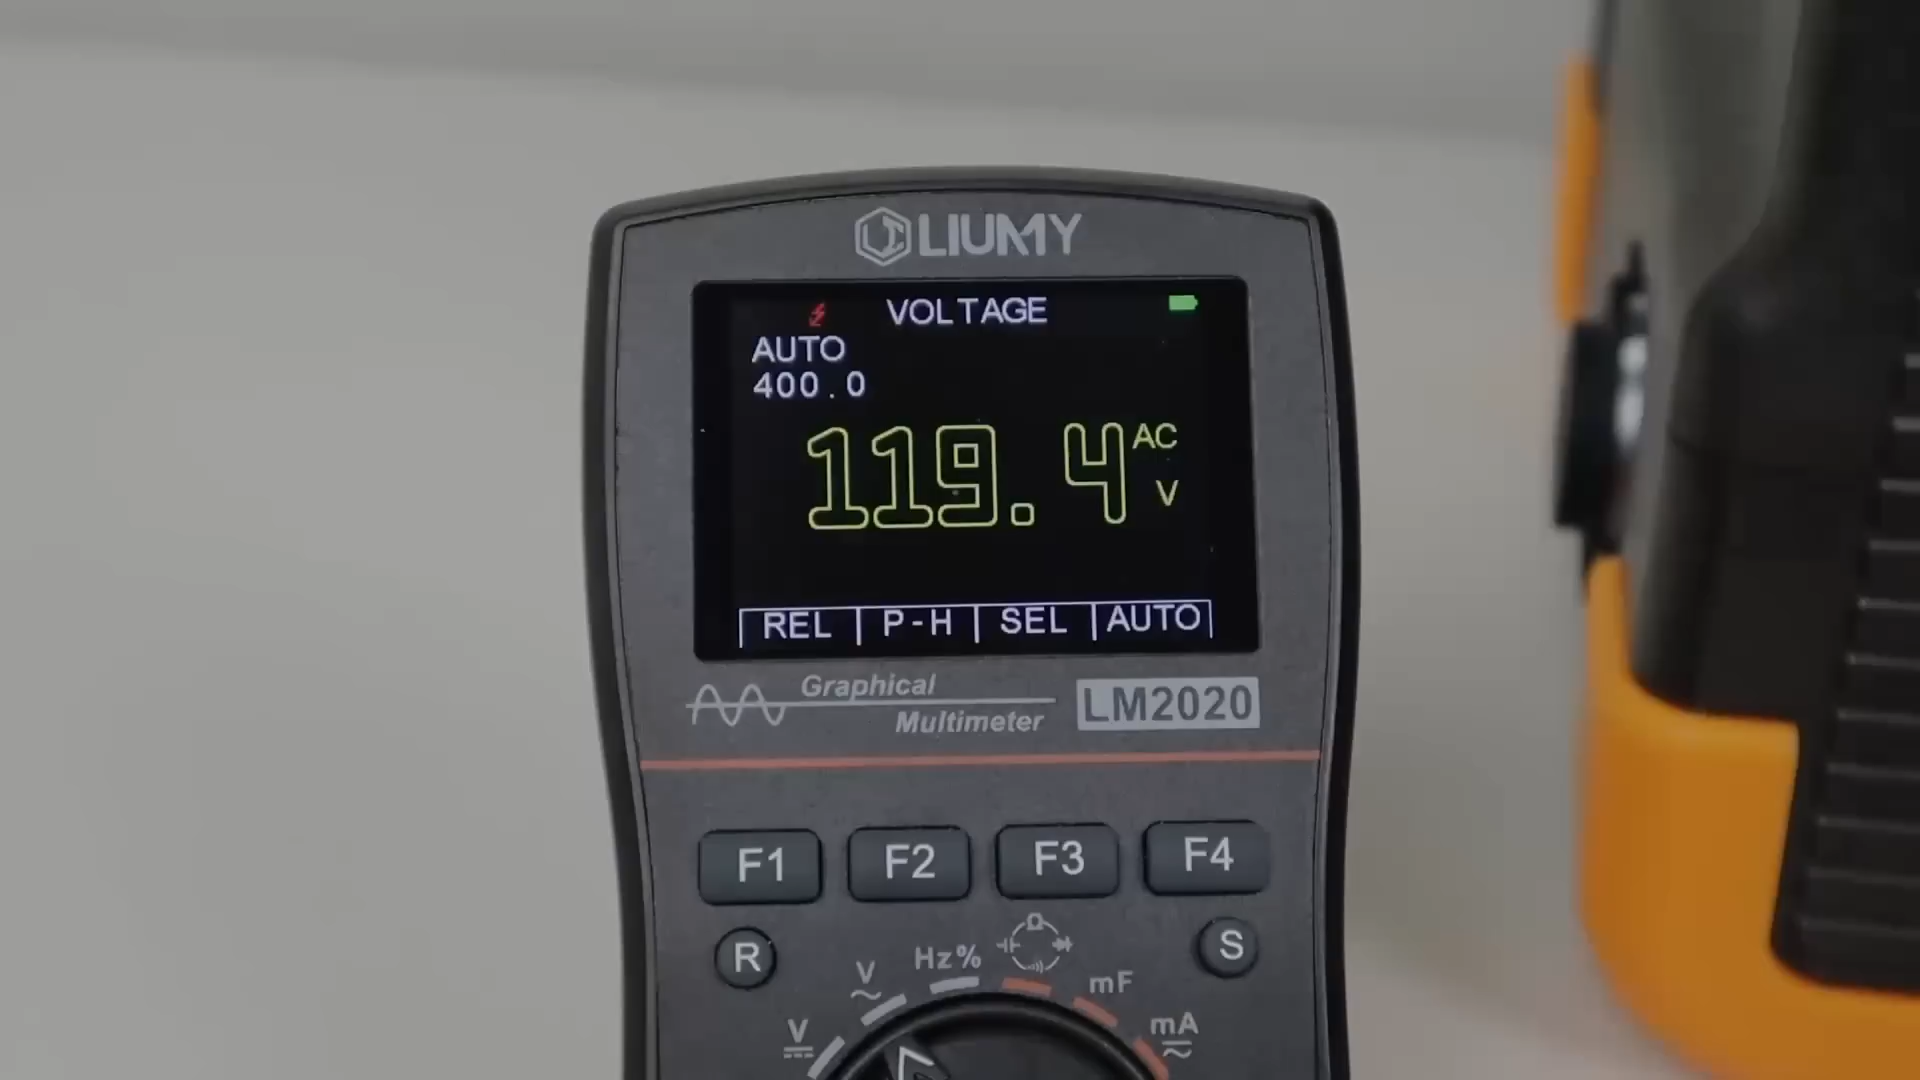 LIUMY
VOLTAGE
AUTO
400.0
119.4 AC
V
REL P-H SEL AUTO
Graphical
Multimeter
LM2020
F1 F2 F3 F4
R S
V Hz% Ω mF
V mA